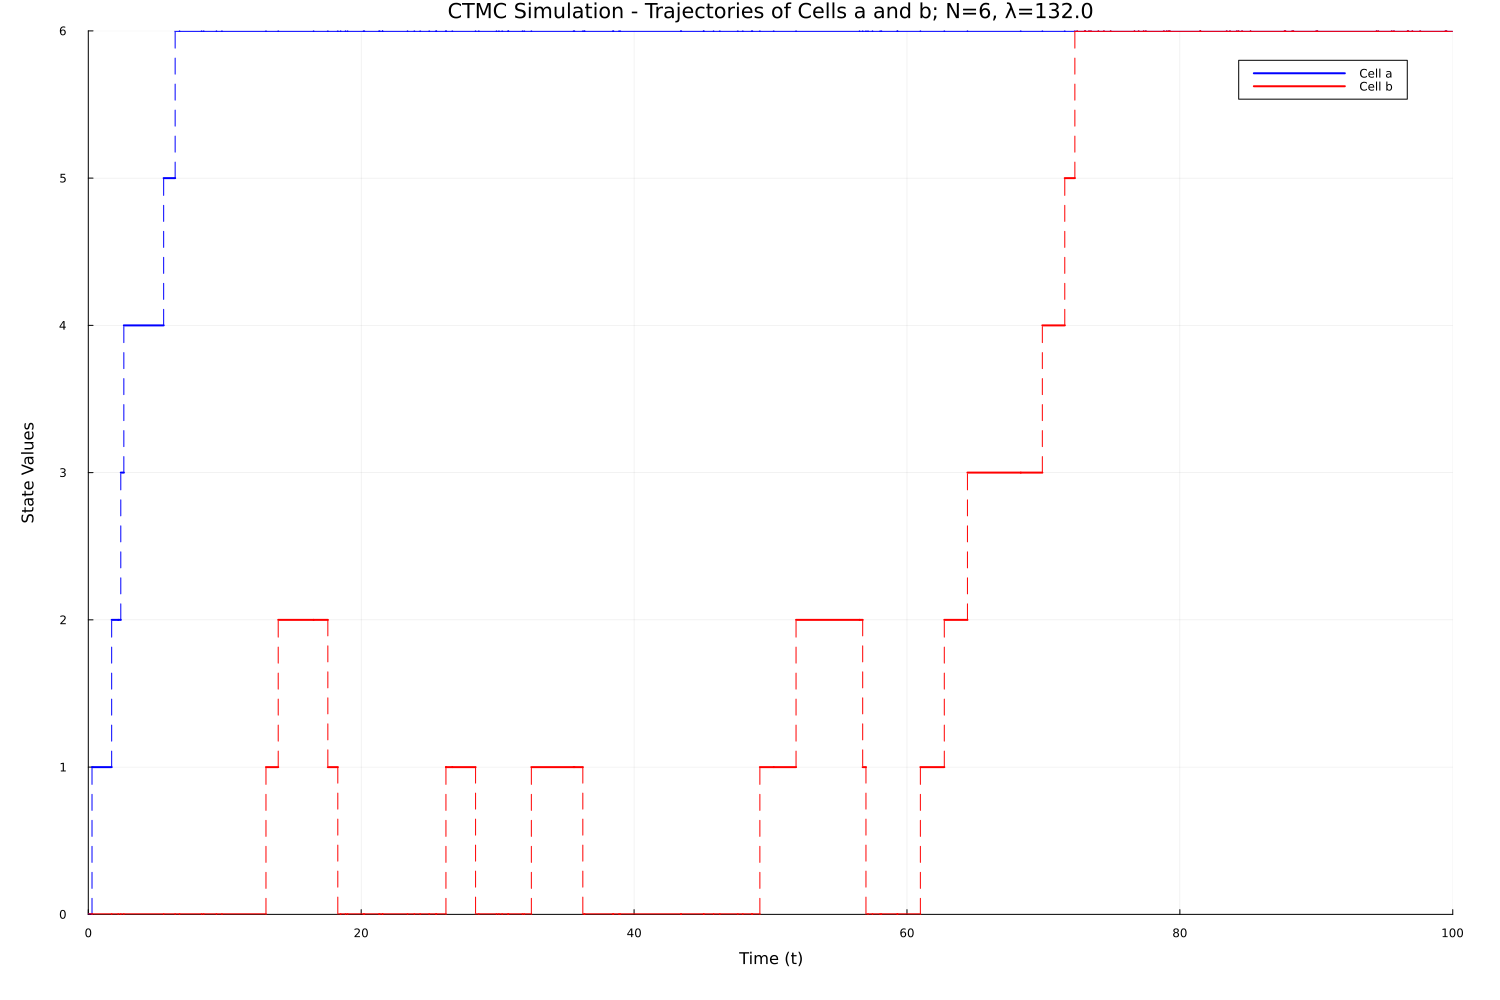 CTMC Simulation - Trajectories of Cells a and b; N=6, λ=132.0
6
5
4
3
2
1
0
State Values
Cell a
Cell b
0 20 40 60 80 100
Time (t)